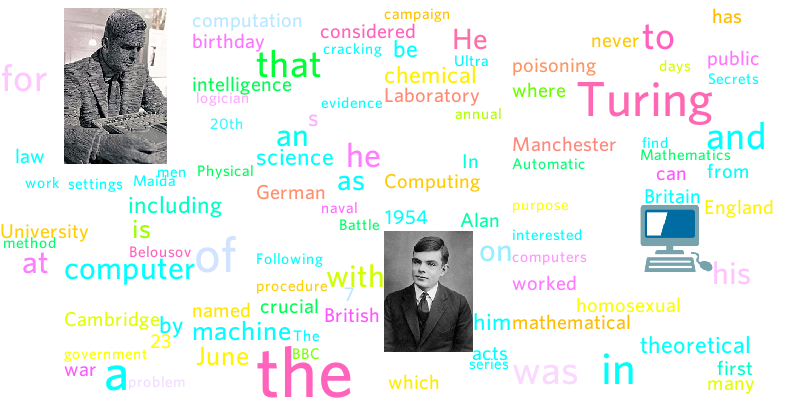 computation
campaign
has
birthday
considered
He
never
to
cracking
be
for
that
Ultra
public
poisoning
days
chemical
Secrets
intelligence
where
Turing
logician
evidence
Laboratory
annual
20th
s
an
Manchester
find
and
law
science
he
In
Mathematics
men
Physical
Automatic
can
from
work
settings
Maida
as
Computing
German
Britain
including
naval
1954
Alan
purpose
England
University
is
Battle
interested
method
Belousov
of
on
at
computer
Following
computers
his
with
procedure
7
worked
Cambridge
named
crucial
homosexual
by
machine
British
him
mathematical
23
The
theoretical
government
June
BBC
acts
war
a
the
series
was
in
first
problem
which
many